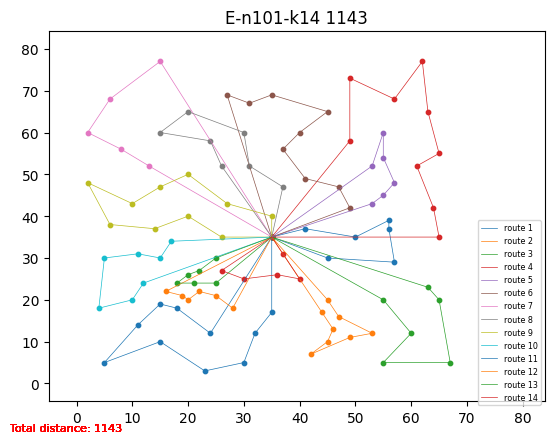 E-n101-k14 1143
80
70
60
50
40
30
20
10
0
0
10
20
30
40
50
60
70
80
route 1
route 2
route 3
route 4
route 5
route 6
route 7
route 8
route 9
route 10
route 11
route 12
route 13
route 14
Total distance: 1143